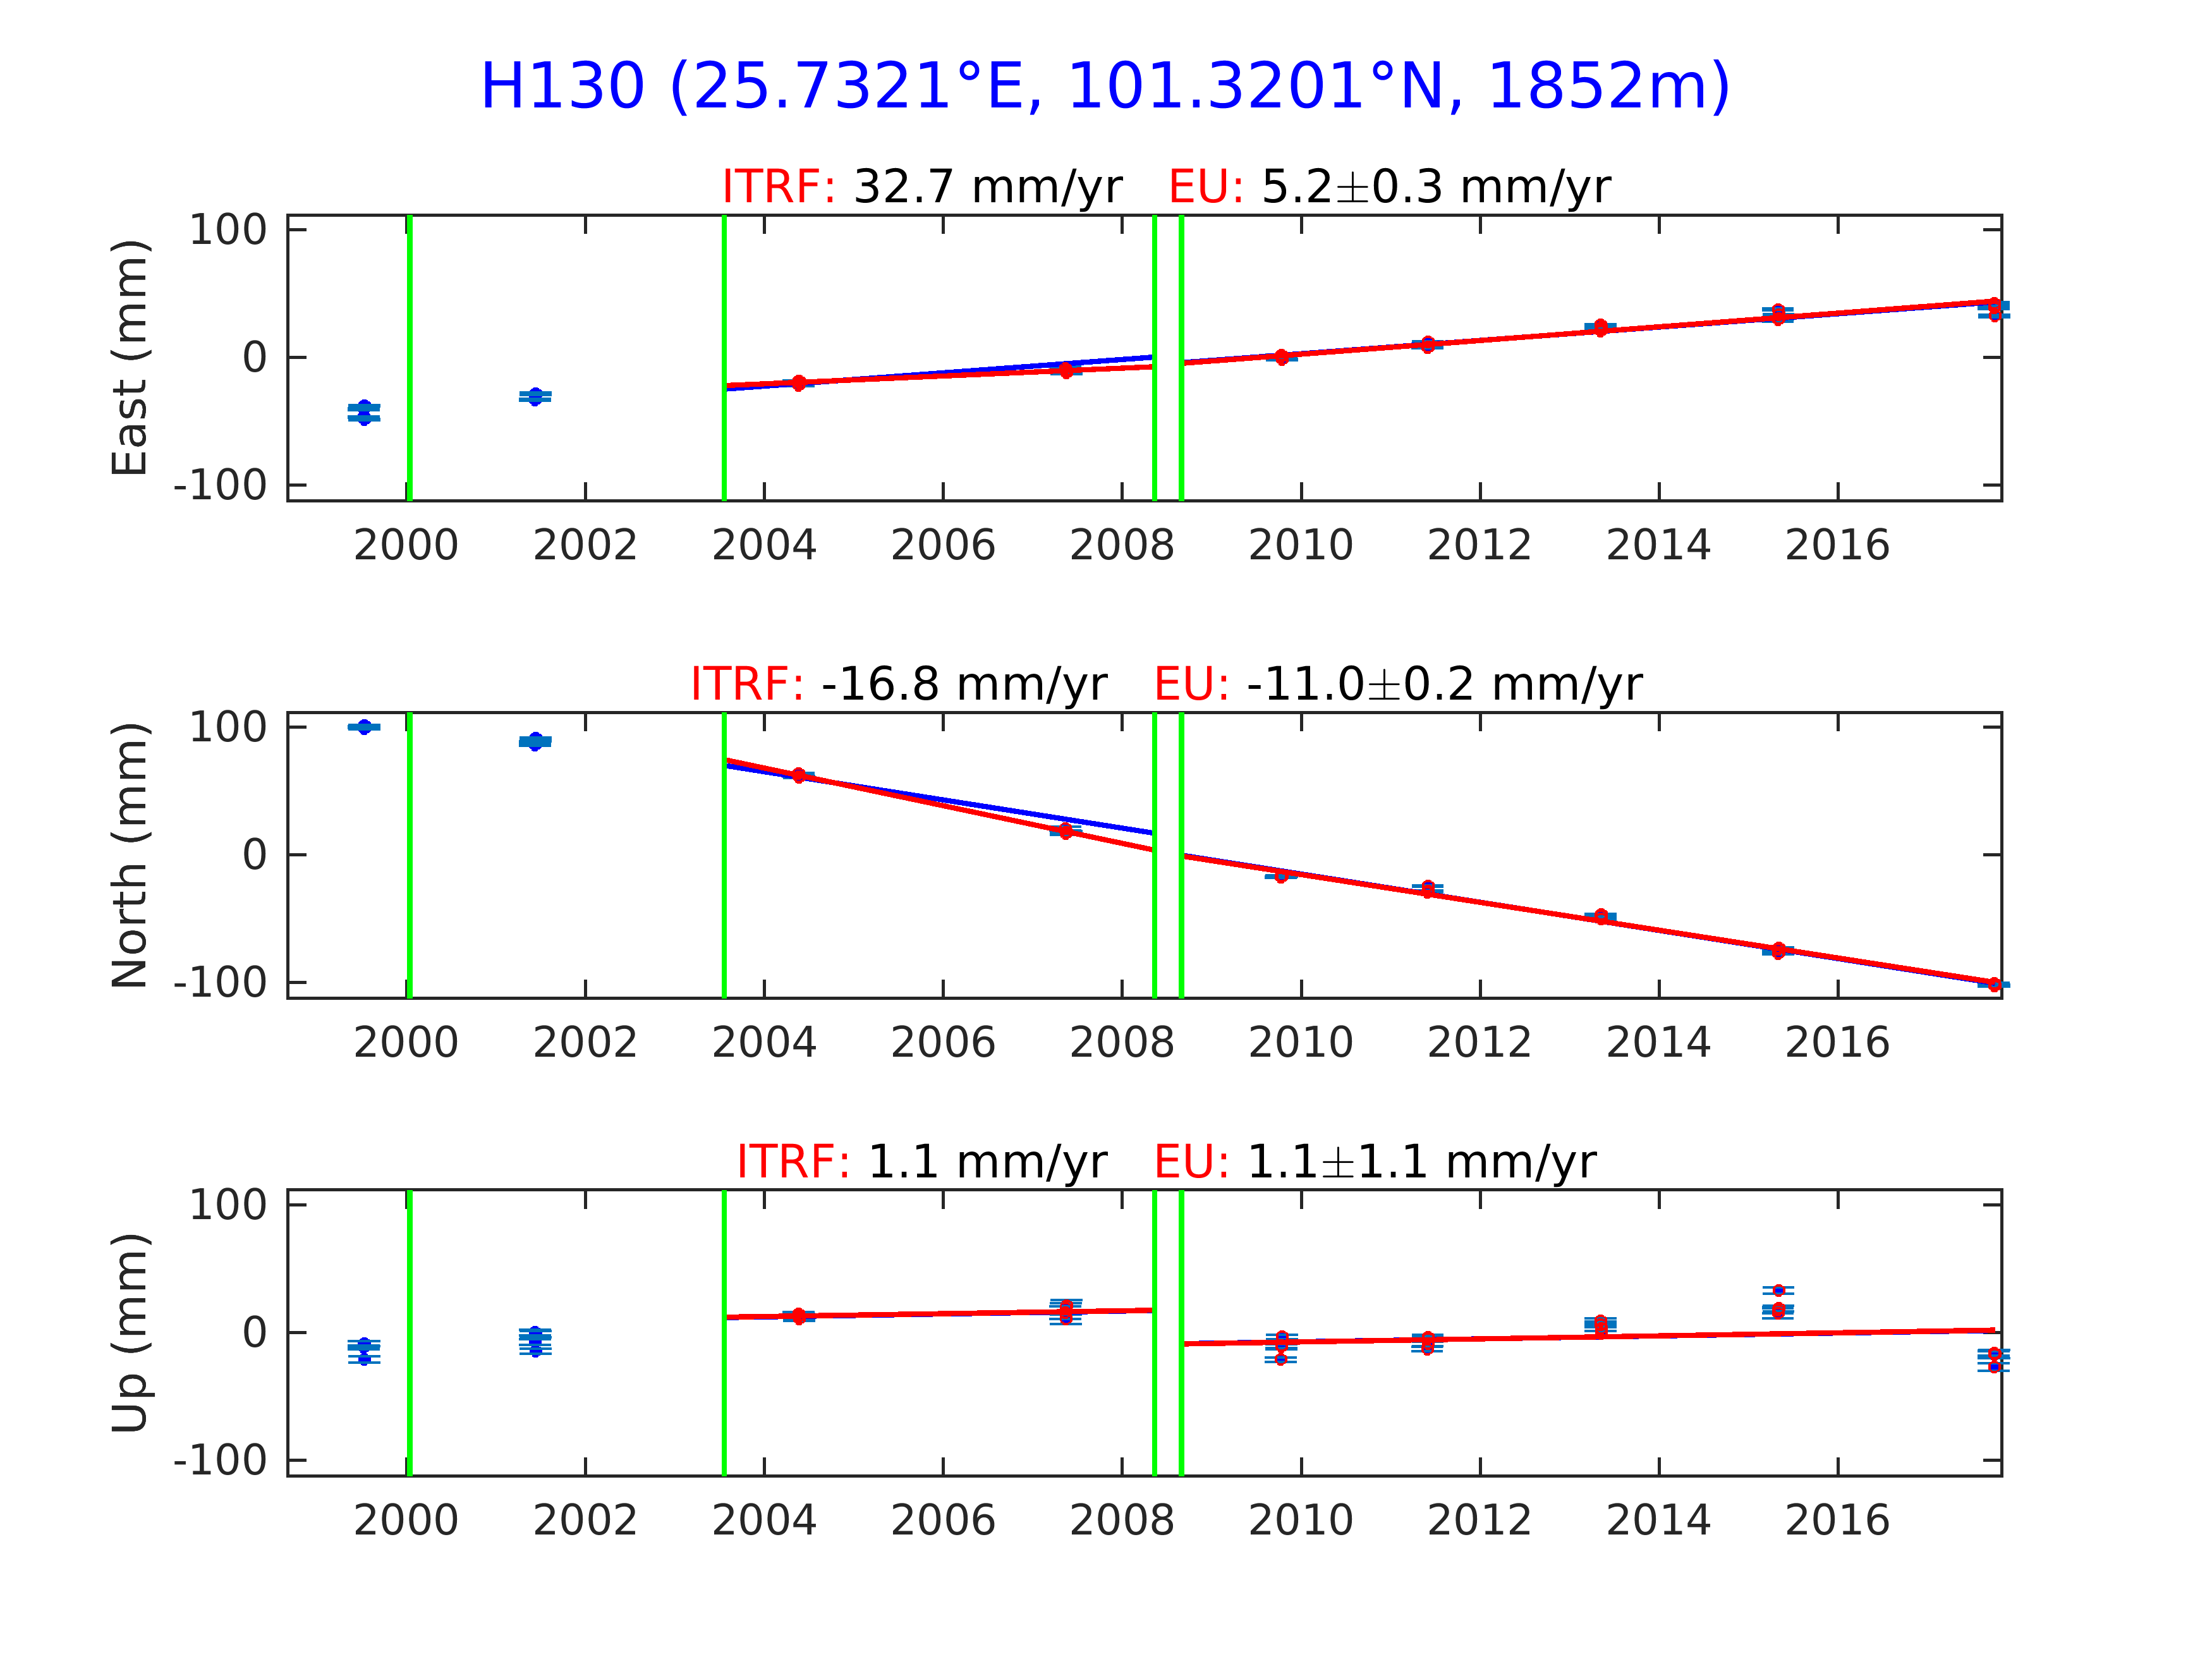 H130 (25.7321°E, 101.3201°N, 1852m)
ITRF: 32.7 mm/yr EU: 5.2±0.3 mm/yr
East (mm)
100
0
-100
2000 2002 2004 2006 2008 2010 2012 2014 2016
ITRF: -16.8 mm/yr EU: -11.0±0.2 mm/yr
North (mm)
100
0
-100
2000 2002 2004 2006 2008 2010 2012 2014 2016
ITRF: 1.1 mm/yr EU: 1.1±1.1 mm/yr
Up (mm)
100
0
-100
2000 2002 2004 2006 2008 2010 2012 2014 2016